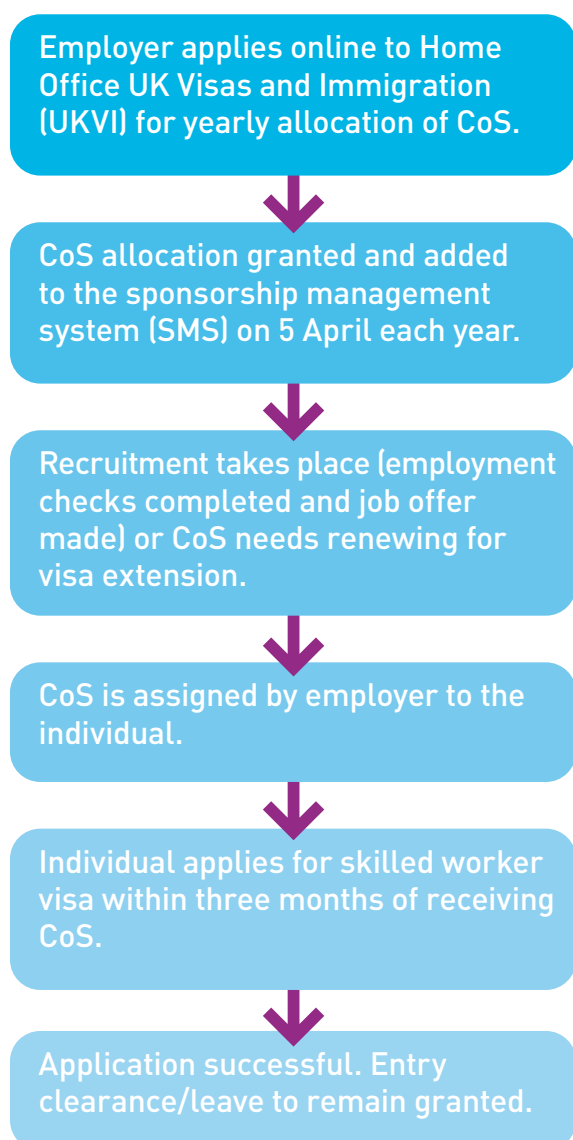 Employer applies online to Home
Office UK Visas and Immigration
(UKVI) for yearly allocation of CoS.
CoS allocation granted and added
to the sponsorship management
system (SMS) on 5 April each year.
Recruitment takes place (employment
checks completed and job offer
made) or CoS needs renewing for
visa extension.
CoS is assigned by employer to the
individual.
Individual applies for skilled worker
visa within three months of receiving
CoS.
Application successful. Entry
clearance/leave to remain granted.